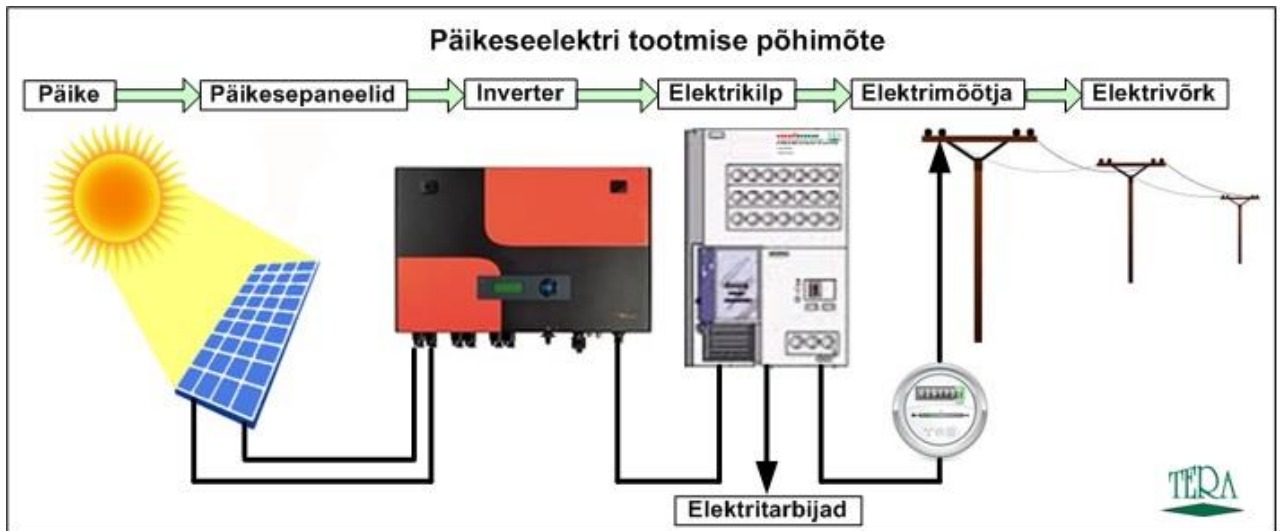 Päikeseelektri tootmise põhimõte
Päike
Päikesepaneelid
Inverter
Elektrikilp
Elektrimõõtja
Elektrivõrk
Elektritarbijad
TERA